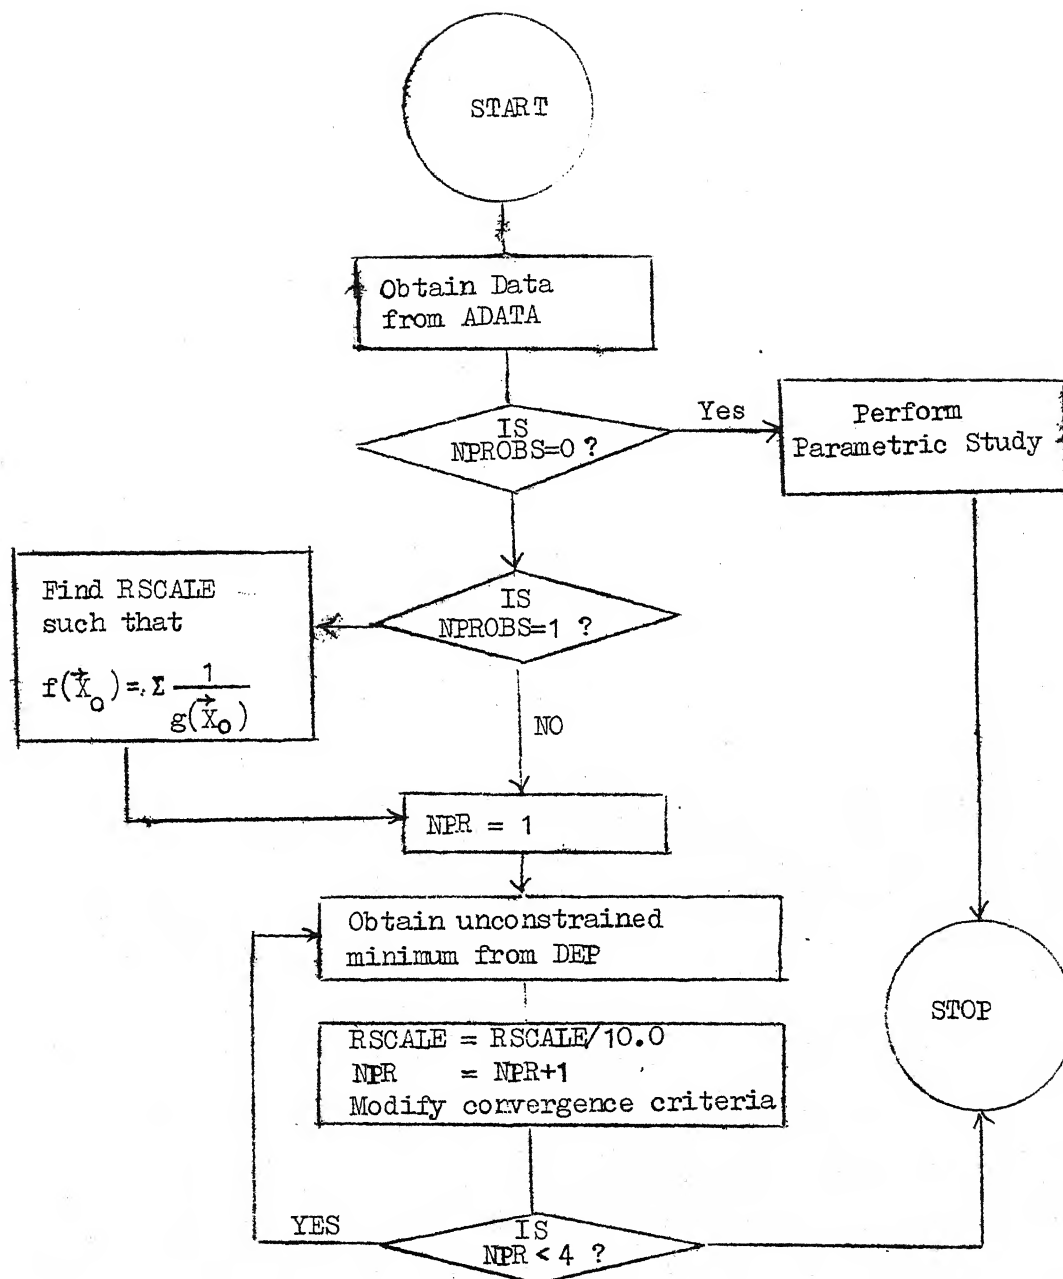 START
Obtain Data
from ADATA
IS
NPROBS=0 ?
Yes
Perform
Parametric Study
IS
NPROBS=1 ?
Find RSCALE
such that
f(X⃗₀) = Σ 1/g(X⃗₀)
NO
NPR = 1
Obtain unconstrained
minimum from DEP
STOP
RSCALE = RSCALE/10.0
NPR = NPR+1
Modify convergence criteria
YES
IS
NPR < 4 ?